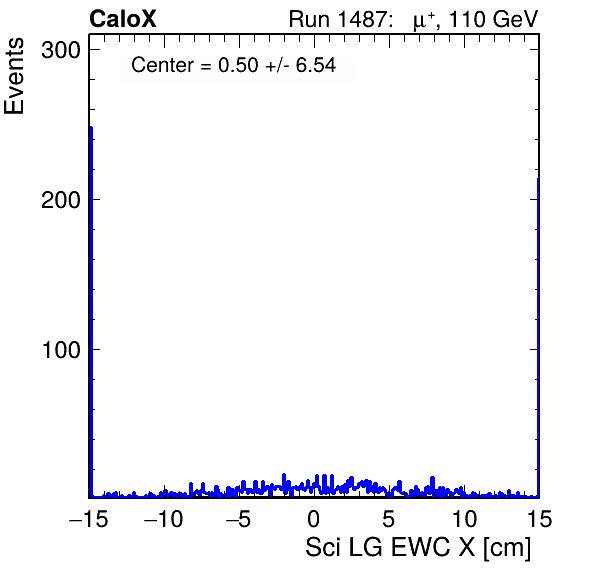 CaloX Run 1487: μ⁺, 110 GeV
Center = 0.50 +/- 6.54
Events
300
200
100
−15 −10 −5 0 5 10 15
Sci LG EWC X [cm]